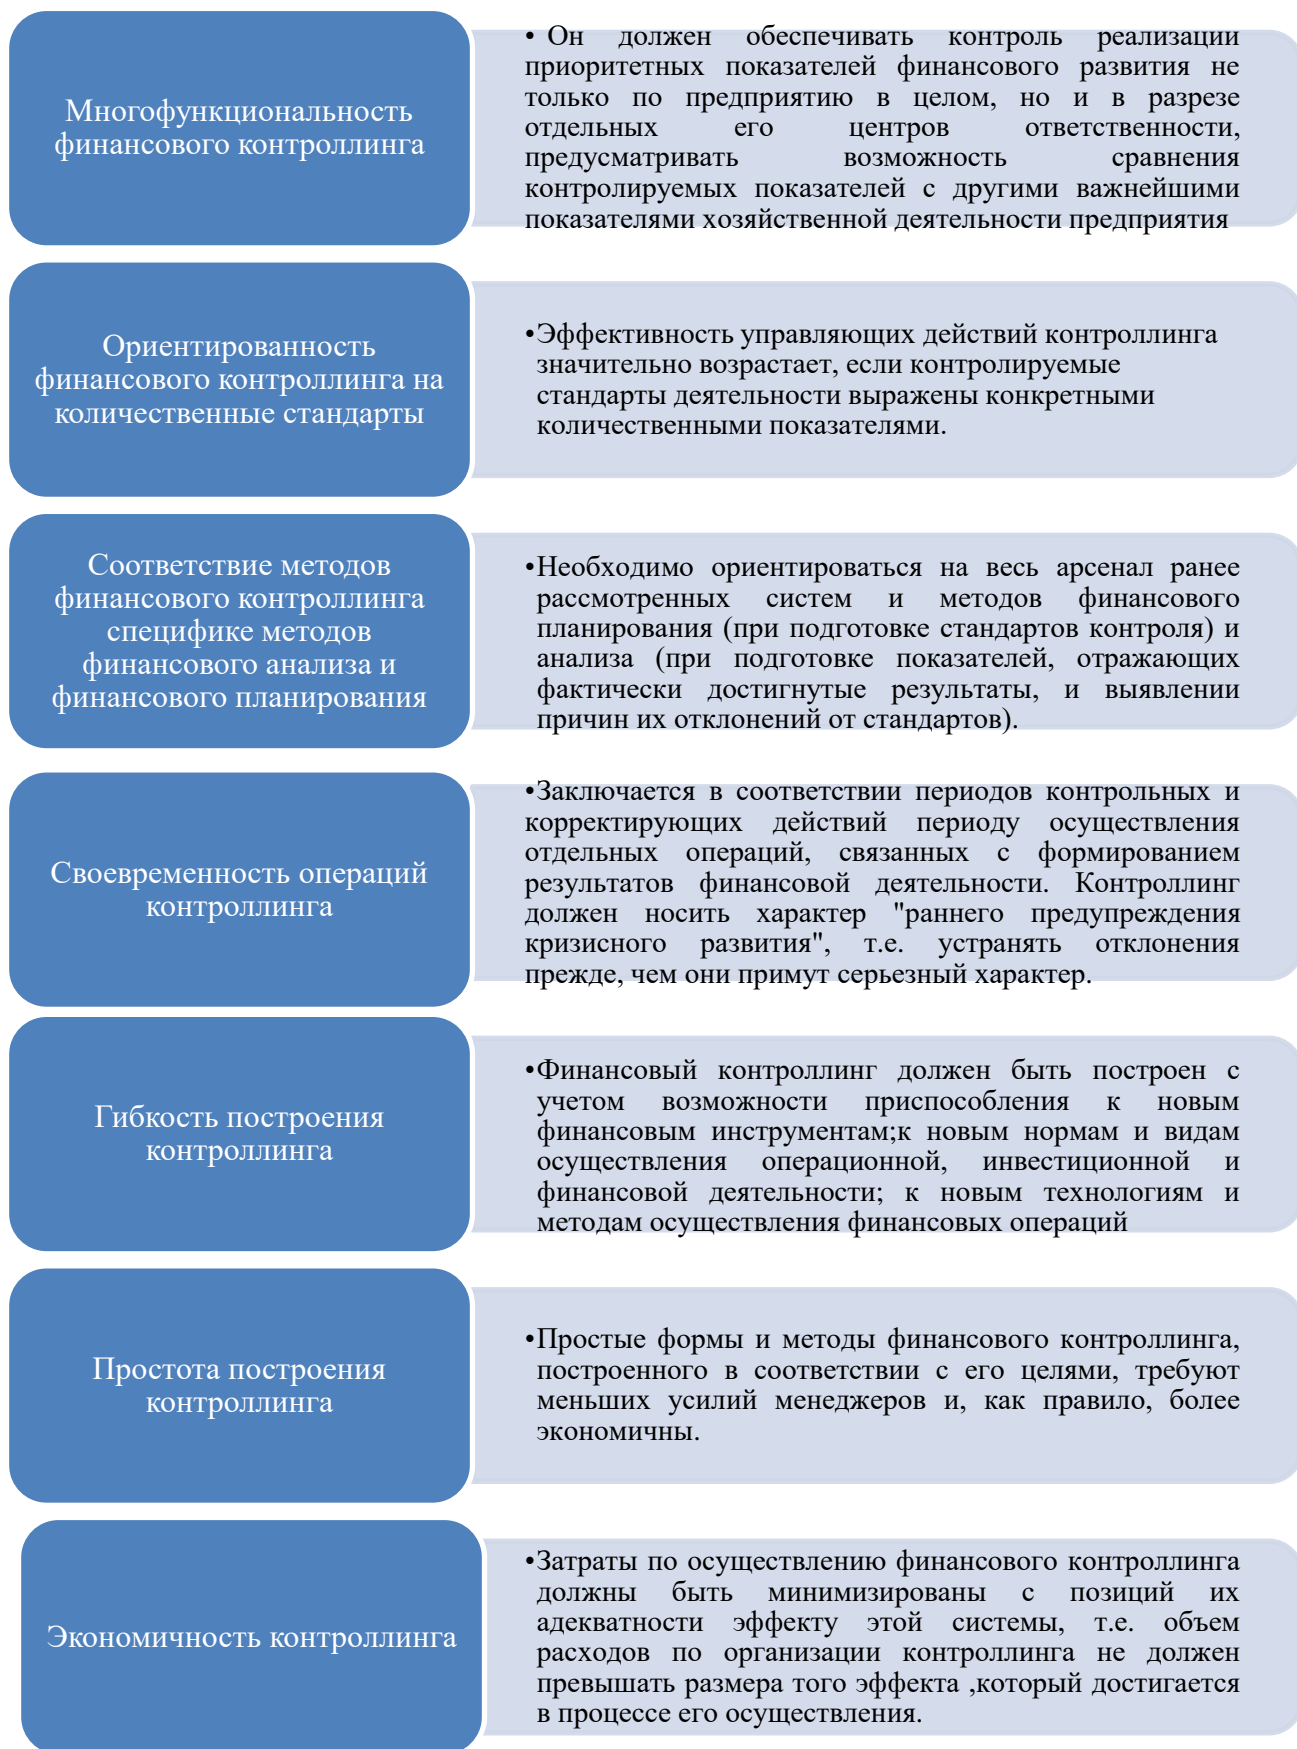 Многофункциональность
финансового контроллинга
• Он должен обеспечивать контроль реализации
приоритетных показателей финансового развития не
только по предприятию в целом, но и в разрезе
отдельных его центров ответственности,
предусматривать возможность сравнения
контролируемых показателей с другими важнейшими
показателями хозяйственной деятельности предприятия
Ориентированность
финансового контроллинга на
количественные стандарты
•Эффективность управляющих действий контроллинга
значительно возрастает, если контролируемые
стандарты деятельности выражены конкретными
количественными показателями.
Соответствие методов
финансового контроллинга
специфике методов
финансового анализа и
финансового планирования
•Необходимо ориентироваться на весь арсенал ранее
рассмотренных систем и методов финансового
планирования (при подготовке стандартов контроля) и
анализа (при подготовке показателей, отражающих
фактически достигнутые результаты, и выявлении
причин их отклонений от стандартов).
Своевременность операций
контроллинга
•Заключается в соответствии периодов контрольных и
корректирующих действий периоду осуществления
отдельных операций, связанных с формированием
результатов финансовой деятельности. Контроллинг
должен носить характер "раннего предупреждения
кризисного развития", т.е. устранять отклонения
прежде, чем они примут серьезный характер.
Гибкость построения
контроллинга
•Финансовый контроллинг должен быть построен с
учетом возможности приспособления к новым
финансовым инструментам;к новым нормам и видам
осуществления операционной, инвестиционной и
финансовой деятельности; к новым технологиям и
методам осуществления финансовых операций
Простота построения
контроллинга
•Простые формы и методы финансового контроллинга,
построенного в соответствии с его целями, требуют
меньших усилий менеджеров и, как правило, более
экономичны.
Экономичность контроллинга
•Затраты по осуществлению финансового контроллинга
должны быть минимизированы с позиций их
адекватности эффекту этой системы, т.е. объем
расходов по организации контроллинга не должен
превышать размера того эффекта ,который достигается
в процессе его осуществления.